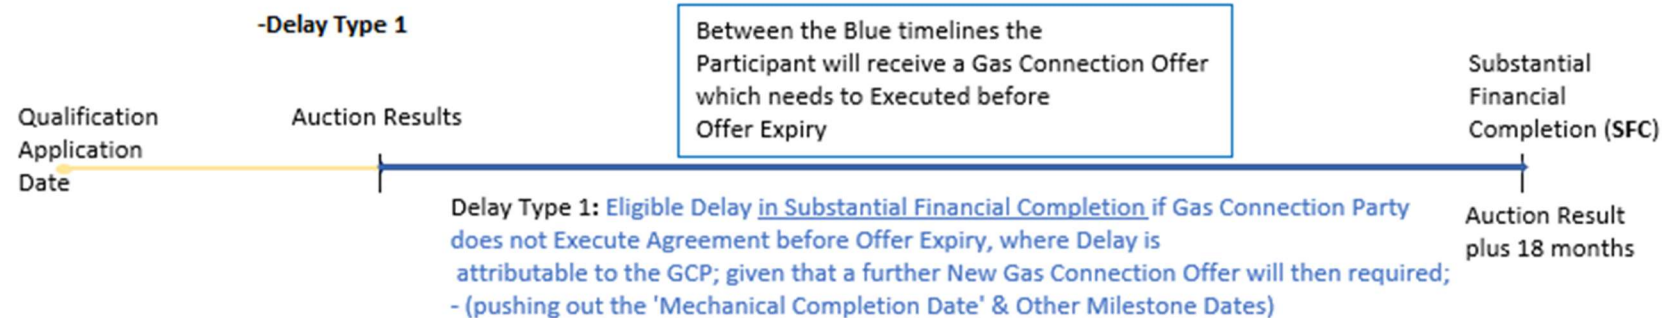 -Delay Type 1
Between the Blue timelines the
Participant will receive a Gas Connection Offer
which needs to Executed before
Offer Expiry
Qualification
Application
Date
Auction Results
Substantial
Financial
Completion (SFC)
Delay Type 1: Eligible Delay in Substantial Financial Completion if Gas Connection Party
does not Execute Agreement before Offer Expiry, where Delay is
attributable to the GCP; given that a further New Gas Connection Offer will then required;
- (pushing out the 'Mechanical Completion Date' & Other Milestone Dates)
Auction Result
plus 18 months